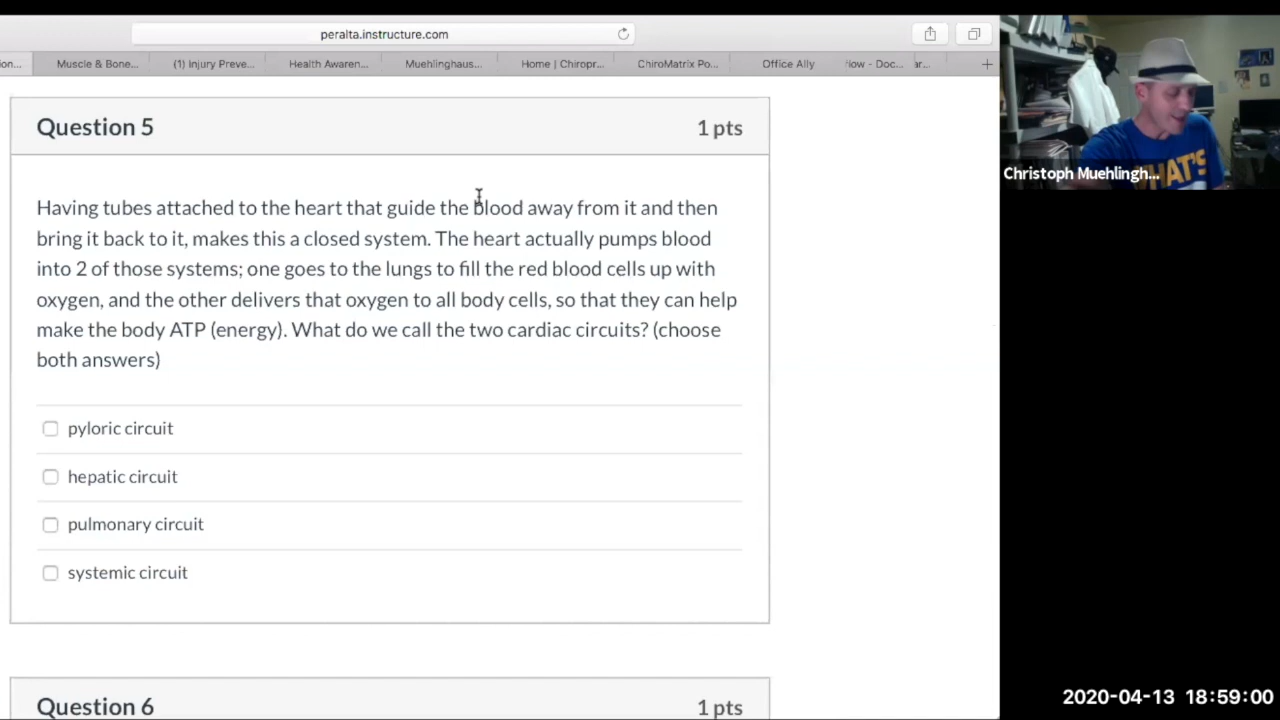 peralta.instructure.com
on...
Muscle & Bone...
(1) Injury Preve...
Health Awaren...
Muehlinghaus...
Home | Chiropr...
ChiroMatrix Po...
Office Ally
How - Doc...
ar...
Question 5
1 pts
Having tubes attached to the heart that guide the blood away from it and then
bring it back to it, makes this a closed system. The heart actually pumps blood
into 2 of those systems; one goes to the lungs to fill the red blood cells up with
oxygen, and the other delivers that oxygen to all body cells, so that they can help
make the body ATP (energy). What do we call the two cardiac circuits? (choose
both answers)
pyloric circuit
hepatic circuit
pulmonary circuit
systemic circuit
Question 6
1 pts
WHAT'S
Christoph Muehlingh...
2020-04-13 18:59:00